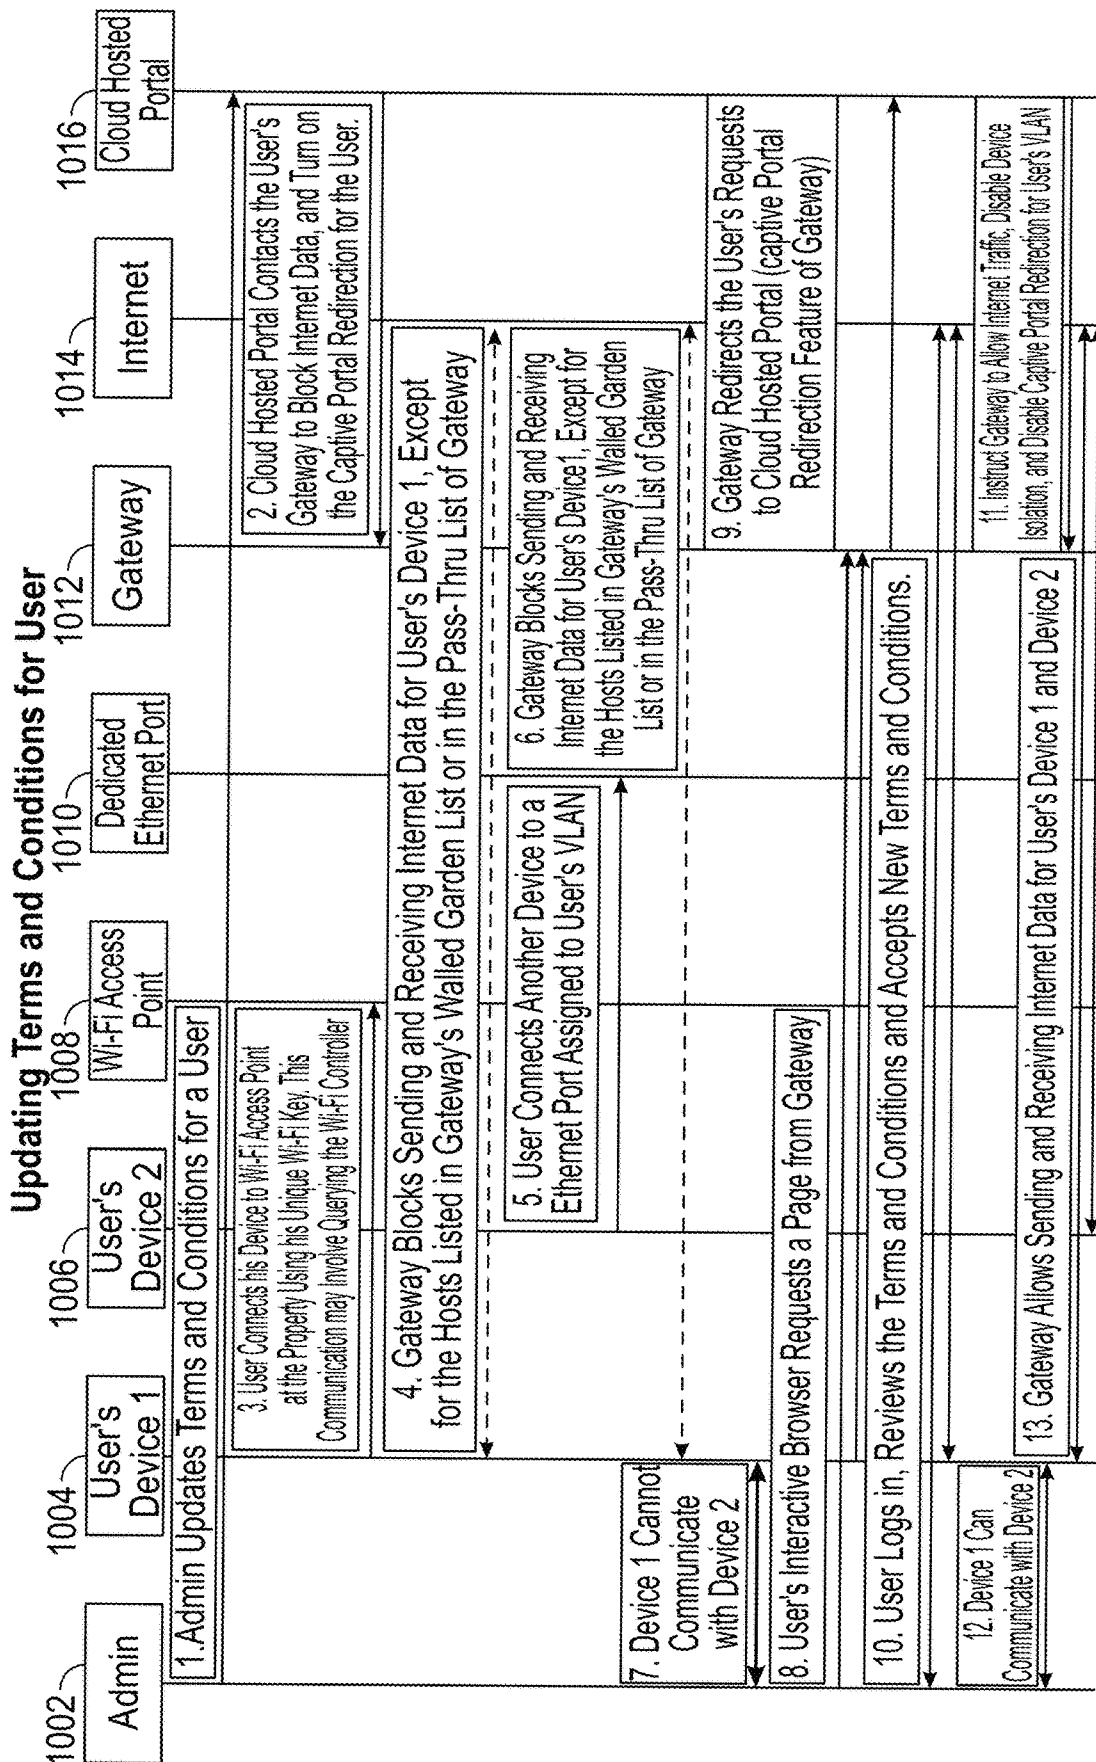 Updating Terms and Conditions for User
1002
Admin
1004
User's
Device 1
1006
User's
Device 2
1008
Wi-Fi Access
Point
1010
Dedicated
Ethernet Port
1012
Gateway
1014
Internet
1016
Cloud Hosted
Portal
1.Admin Updates Terms and Conditions for a User
2. Cloud Hosted Portal Contacts the User's
Gateway to Block Internet Data, and Turn on
the Captive Portal Redirection for the User.
3. User Connects his Device to Wi-Fi Access Point
at the Property Using his Unique Wi-Fi Key. This
Communication may Involve Querying the Wi-Fi Controller
4. Gateway Blocks Sending and Receiving Internet Data for User's Device 1, Except
for the Hosts Listed in Gateway's Walled Garden List or in the Pass-Thru List of Gateway
5. User Connects Another Device to a
Ethernet Port Assigned to User's VLAN
6. Gateway Blocks Sending and Receiving
Internet Data for User's Device1, Except for
the Hosts Listed in Gateway's Walled Garden
List or in the Pass-Thru List of Gateway
7. Device 1 Cannot
Communicate
with Device 2
8. User's Interactive Browser Requests a Page from Gateway
9. Gateway Redirects the User's Requests
to Cloud Hosted Portal (captive Portal
Redirection Feature of Gateway)
10. User Logs in, Reviews the Terms and Conditions and Accepts New Terms and Conditions.
11. Instruct Gateway to Allow Internet Traffic, Disable Device
Isolation, and Disable Captive Portal Redirection for User's VLAN
12. Device 1 Can
Communicate with Device 2
13. Gateway Allows Sending and Receiving Internet Data for User's Device 1 and Device 2